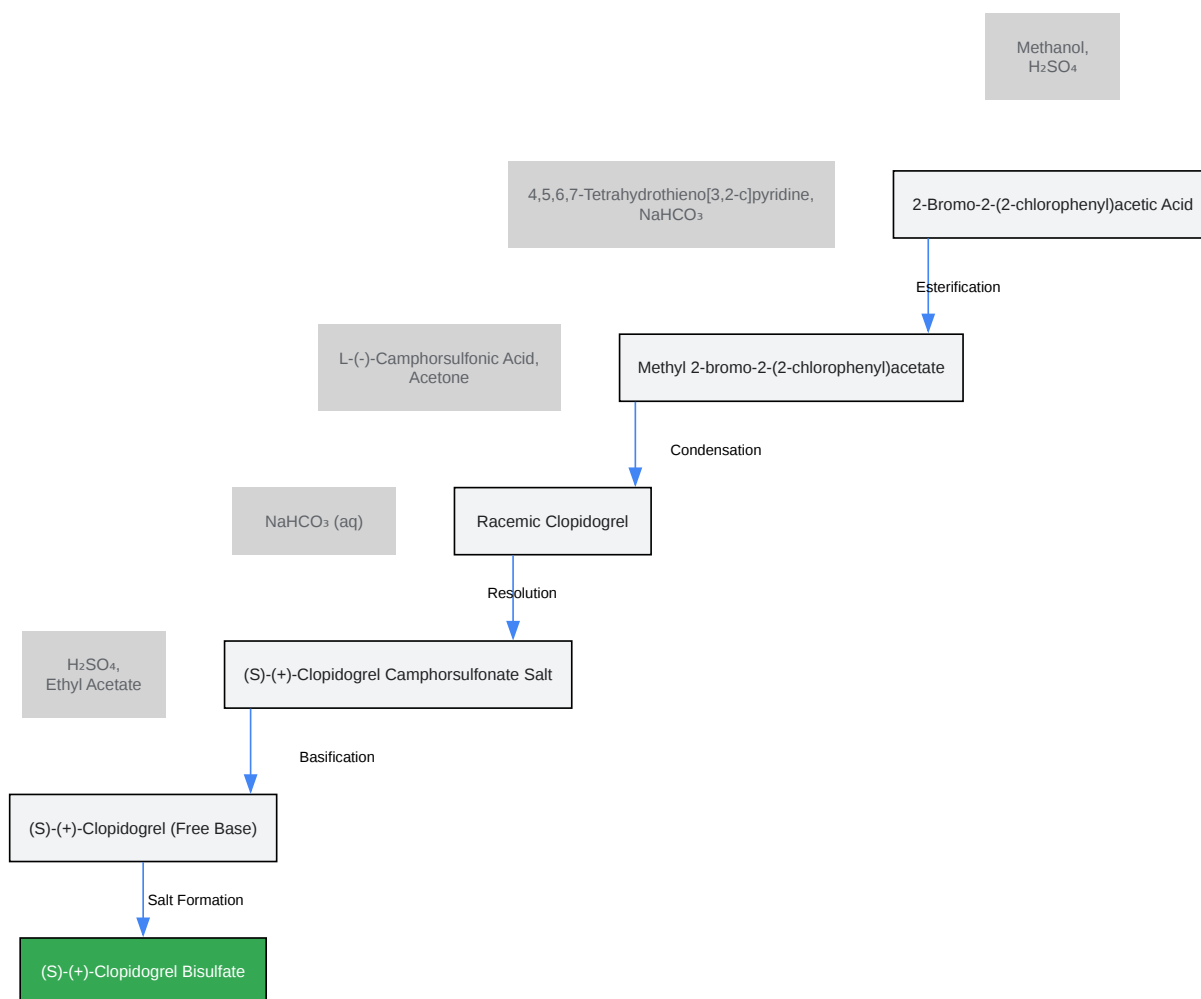 Methanol,
H₂SO₄
4,5,6,7-Tetrahydrothieno[3,2-c]pyridine,
NaHCO₃
2-Bromo-2-(2-chlorophenyl)acetic Acid
Esterification
L-(-)-Camphorsulfonic Acid,
Acetone
Methyl 2-bromo-2-(2-chlorophenyl)acetate
Condensation
NaHCO₃ (aq)
Racemic Clopidogrel
Resolution
H₂SO₄,
Ethyl Acetate
(S)-(+)-Clopidogrel Camphorsulfonate Salt
Basification
(S)-(+)-Clopidogrel (Free Base)
Salt Formation
(S)-(+)-Clopidogrel Bisulfate